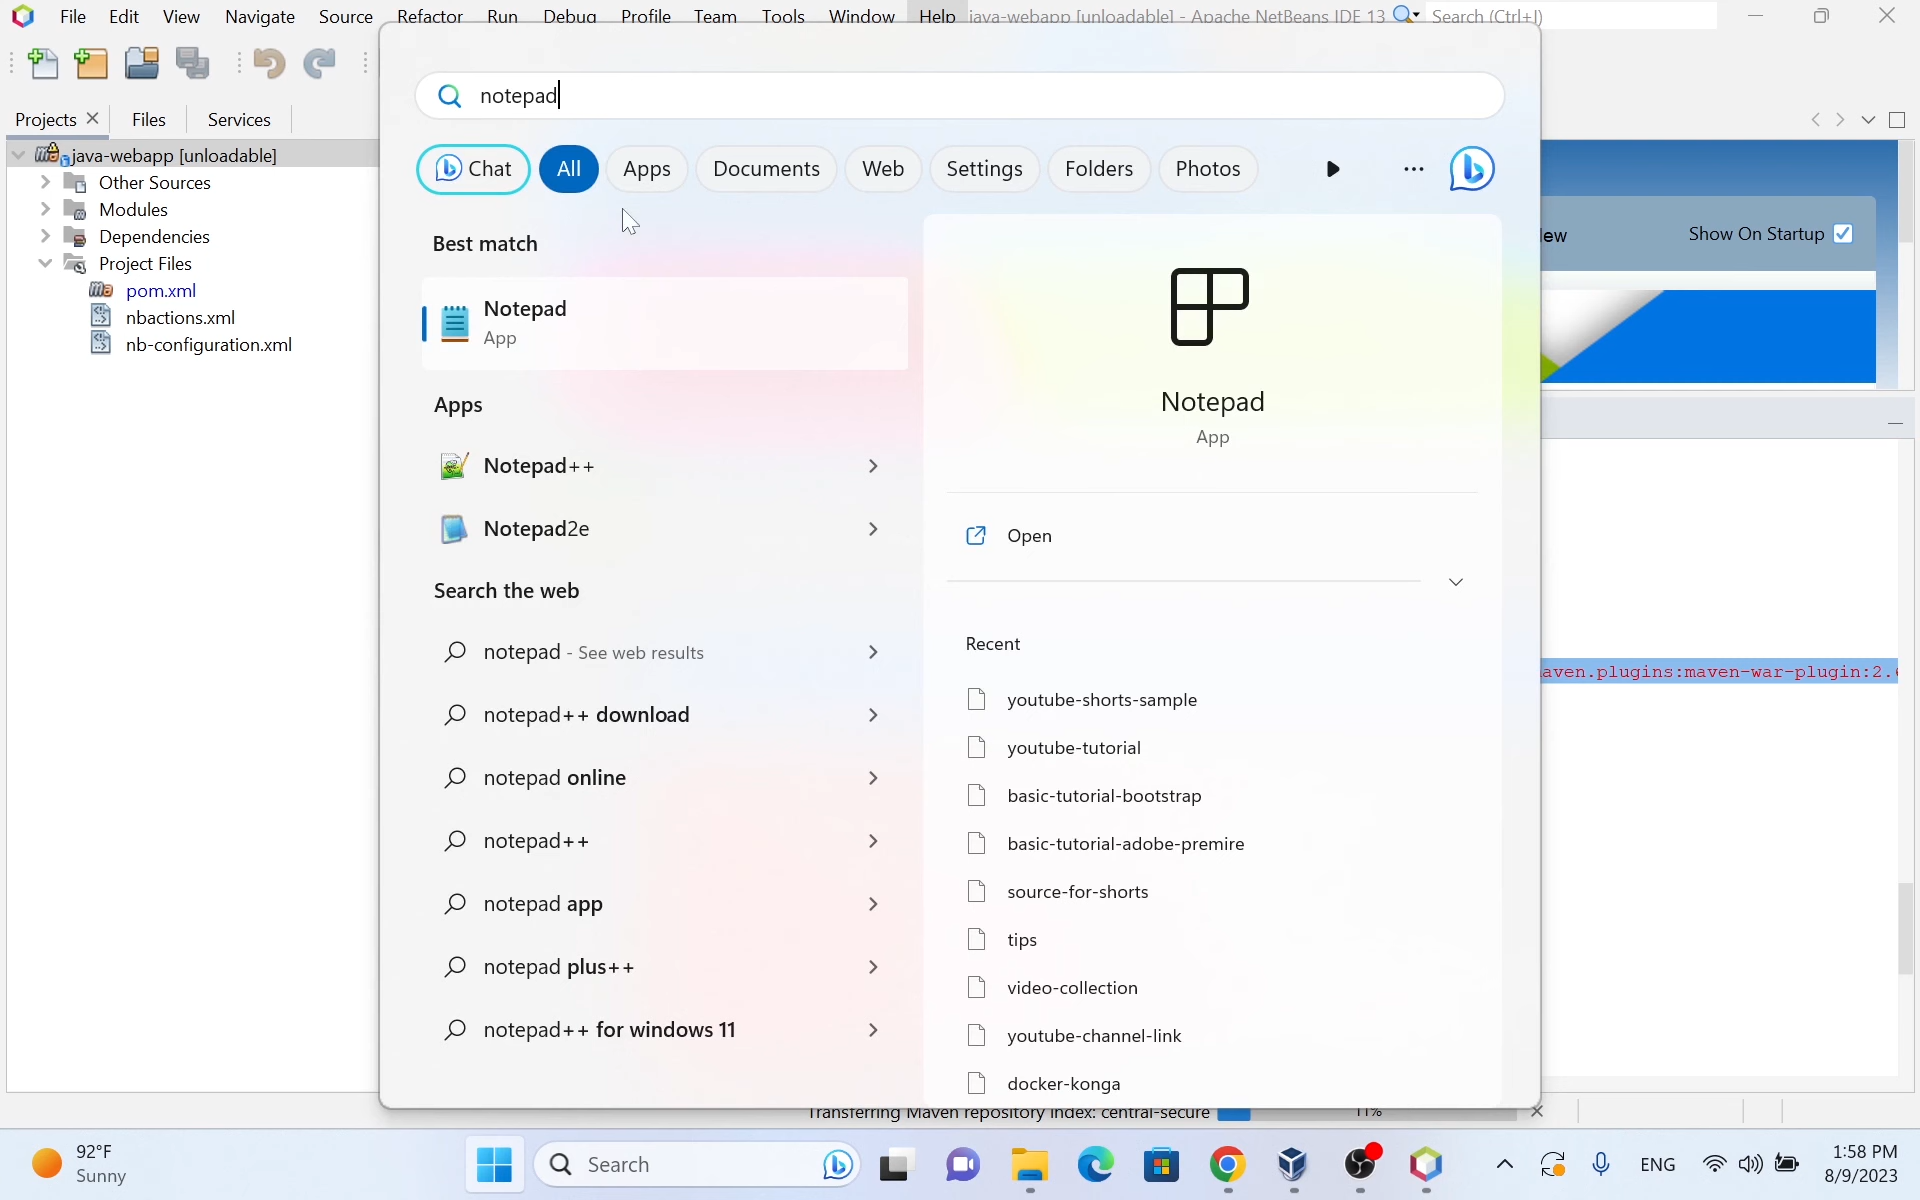 File Edit View Navigate Source Refactor Run Debug Profile Team Tools Window Help java-webapp [unloadable] - Apache NetBeans IDE 13 Search (Ctrl+I)
Projects Files Services
java-webapp [unloadable]
Other Sources
Modules
Dependencies
Project Files
pom.xml
nbactions.xml
nb-configuration.xml
notepad
Chat All Apps Documents Web Settings Folders Photos
Best match
Notepad
App
Apps
Notepad++
Notepad2e
Search the web
notepad - See web results
notepad++ download
notepad online
notepad++
notepad app
notepad plus++
notepad++ for windows 11
Notepad
App
Open
Recent
youtube-shorts-sample
youtube-tutorial
basic-tutorial-bootstrap
basic-tutorial-adobe-premire
source-for-shorts
tips
video-collection
youtube-channel-link
docker-konga
Show On Startup
aven.plugins:maven-war-plugin:2.
Transferring Maven repository index: central-secure 11%
92°F
Sunny
Search
ENG
1:58 PM
8/9/2023